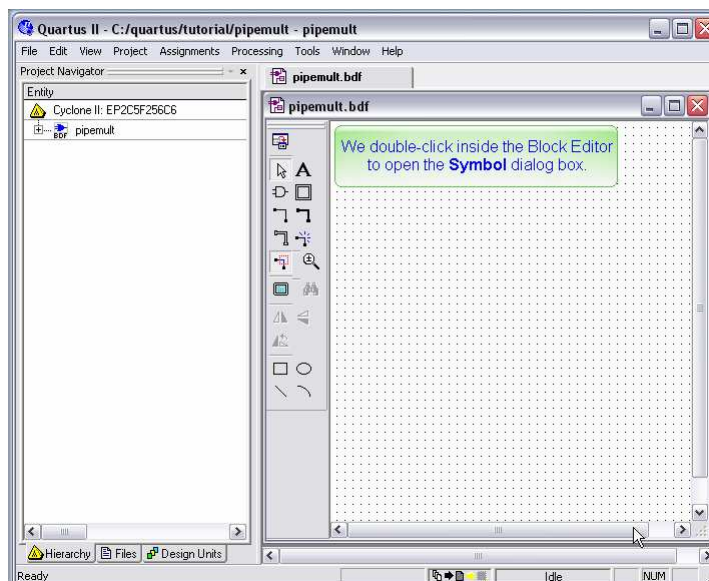 Quartus II - C:/quartus/tutorial/pipemult - pipemult
File Edit View Project Assignments Processing Tools Window Help
Project Navigator
Entity
Cyclone II: EP2C5F256C6
BDF pipemult
Hierarchy Files Design Units
pipemult.bdf
pipemult.bdf
A
We double-click inside the Block Editor
to open the Symbol dialog box.
Ready
Idle
NUM